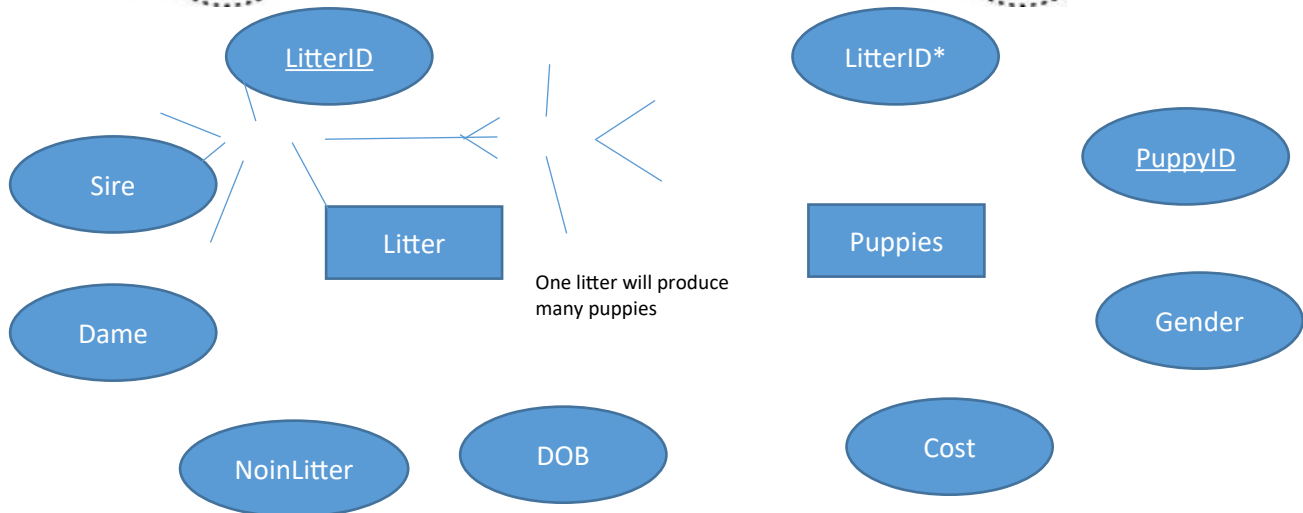 LitterID
LitterID*
Sire
PuppyID
Litter
Puppies
One litter will produce
many puppies
Dame
Gender
NoinLitter
DOB
Cost